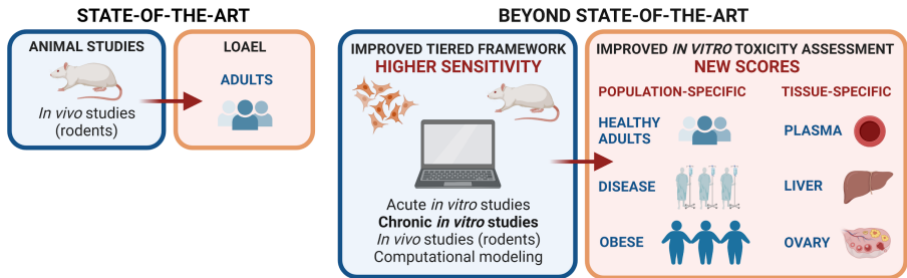 STATE-OF-THE-ART
ANIMAL STUDIES
In vivo studies
(rodents)
LOAEL
ADULTS
BEYOND STATE-OF-THE-ART
IMPROVED TIERED FRAMEWORK
HIGHER SENSITIVITY
Acute in vitro studies
Chronic in vitro studies
In vivo studies (rodents)
Computational modeling
IMPROVED IN VITRO TOXICITY ASSESSMENT
NEW SCORES
POPULATION-SPECIFIC
HEALTHY
ADULTS
DISEASE
OBESE
TISSUE-SPECIFIC
PLASMA
LIVER
OVARY